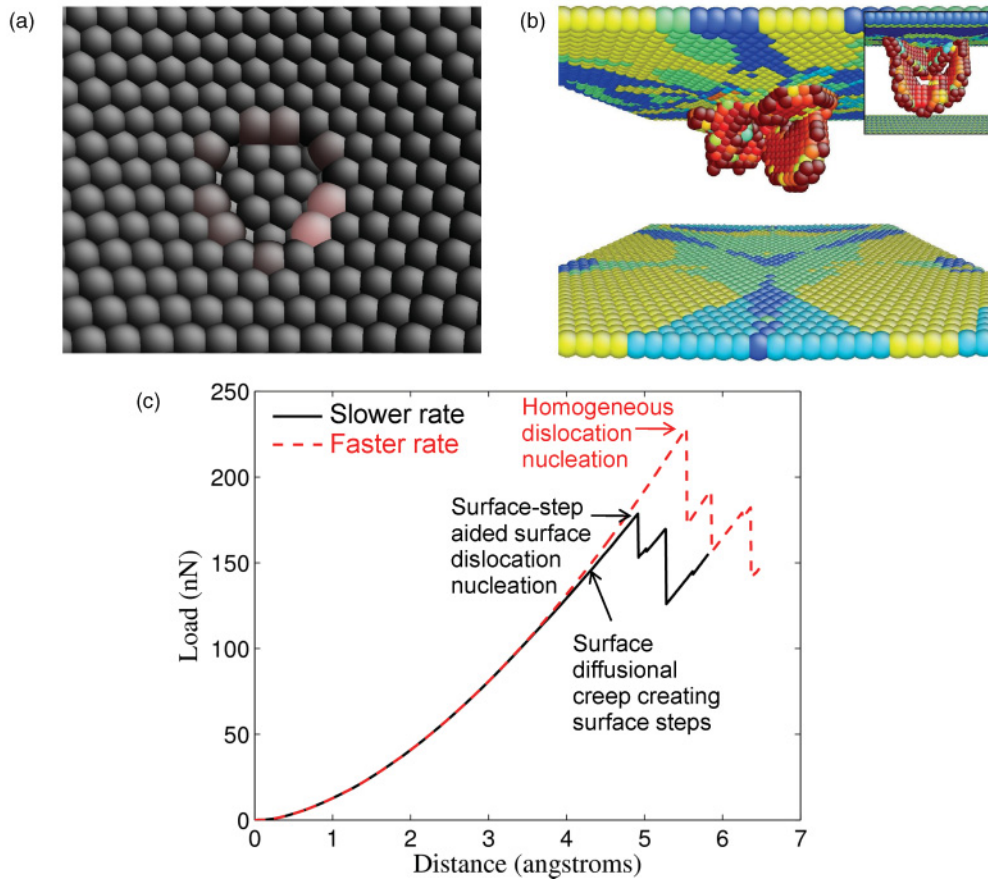 (a)
(b)
(c)
250
200
150
100
50
0
Load (nN)
Slower rate
Faster rate
Homogeneous
dislocation
nucleation
Surface-step
aided surface
dislocation
nucleation
Surface
diffusional
creep creating
surface steps
0 1 2 3 4 5 6 7
Distance (angstroms)